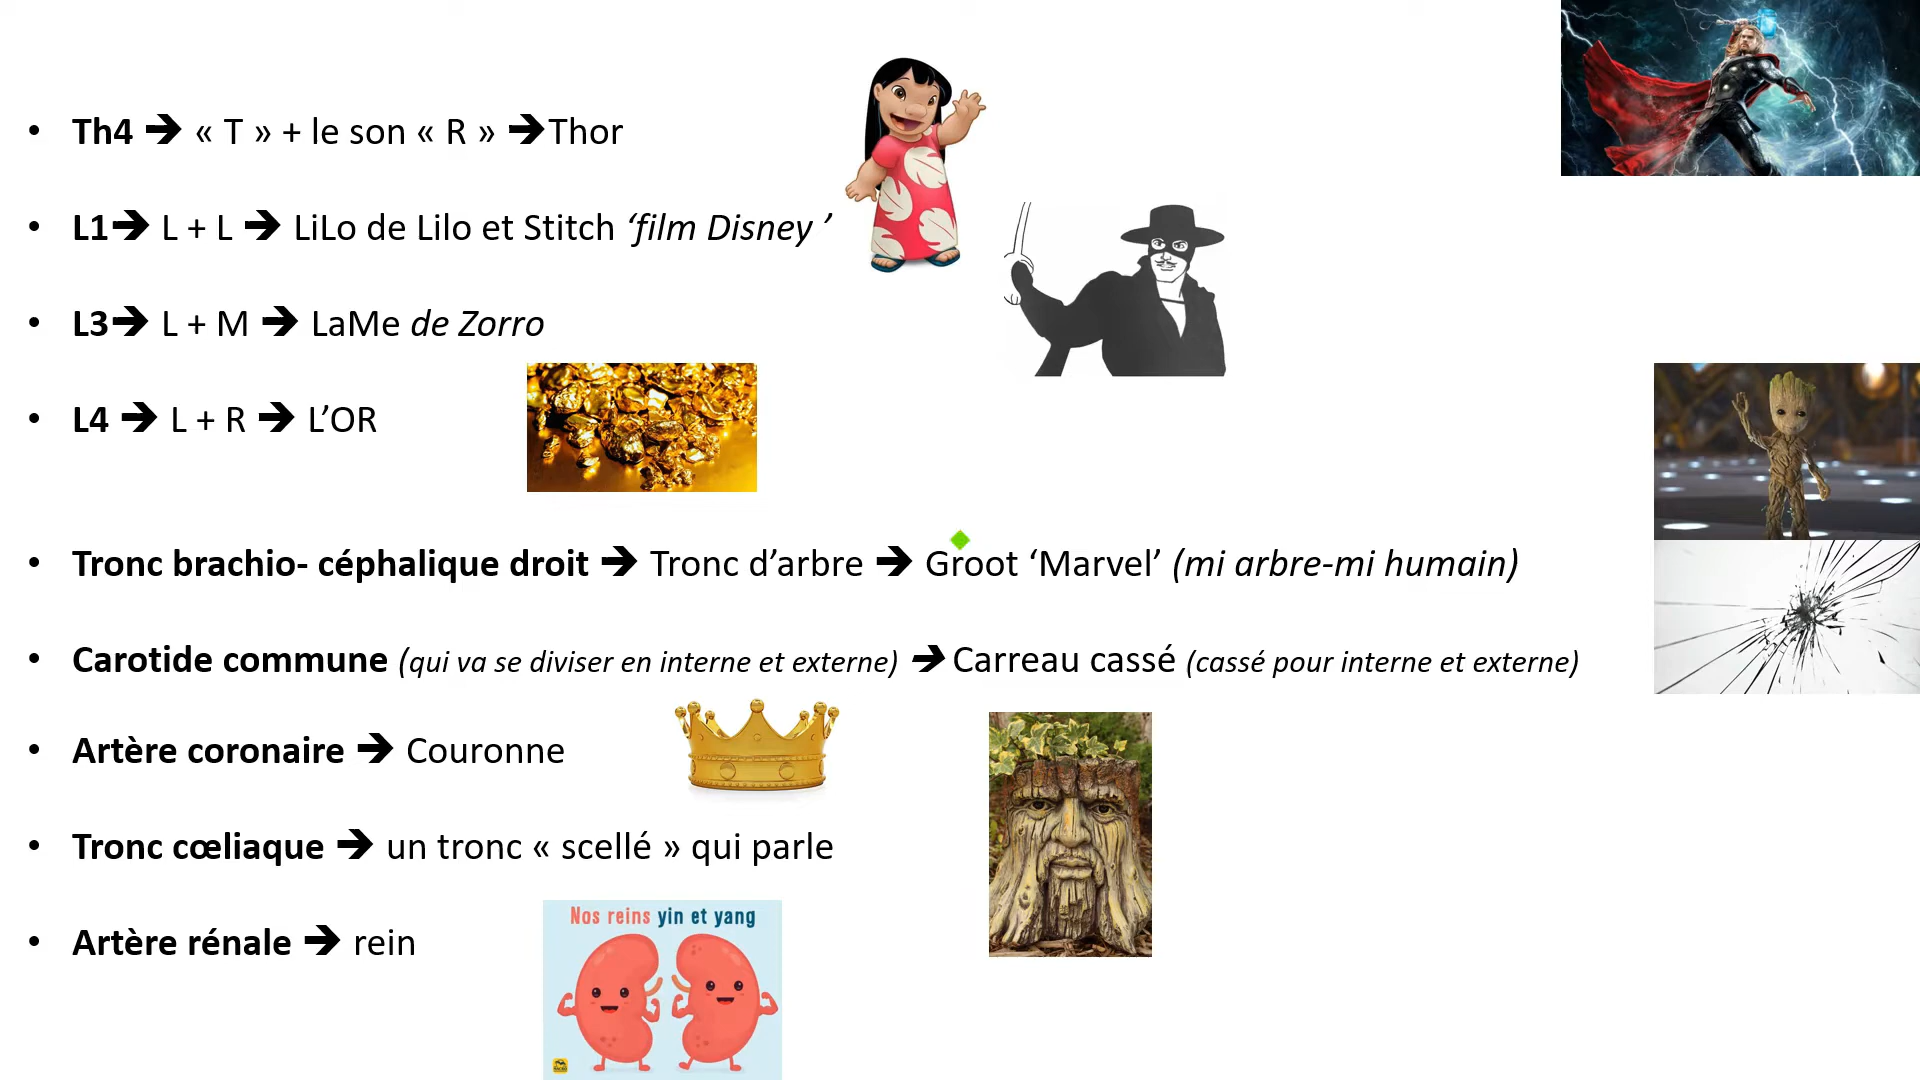 • Th4 ➔ « T » + le son « R » ➔Thor
• L1➔ L + L ➔ LiLo de Lilo et Stitch ‘film Disney ’
• L3➔ L + M ➔ LaMe de Zorro
• L4 ➔ L + R ➔ L’OR
• Tronc brachio- céphalique droit ➔ Tronc d’arbre ➔ Groot ‘Marvel’ (mi arbre-mi humain)
• Carotide commune (qui va se diviser en interne et externe) ➔Carreau cassé (cassé pour interne et externe)
• Artère coronaire ➔ Couronne
• Tronc cœliaque ➔ un tronc « scellé » qui parle
• Artère rénale ➔ rein
Nos reins yin et yang